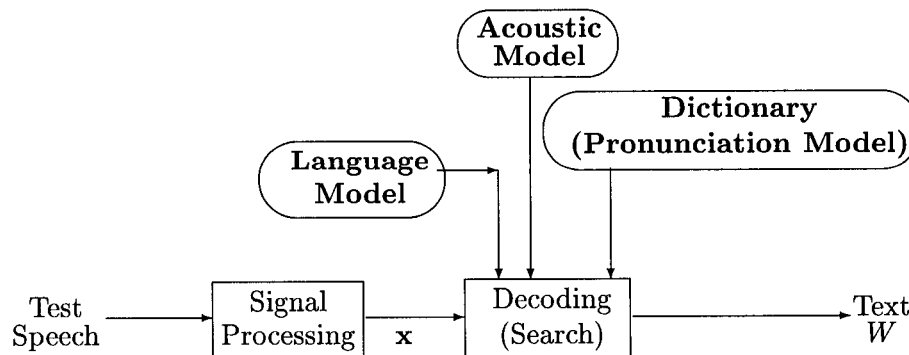 Acoustic
Model
Dictionary
(Pronunciation Model)
Language
Model
Test
Speech
Signal
Processing
x
Decoding
(Search)
Text
W